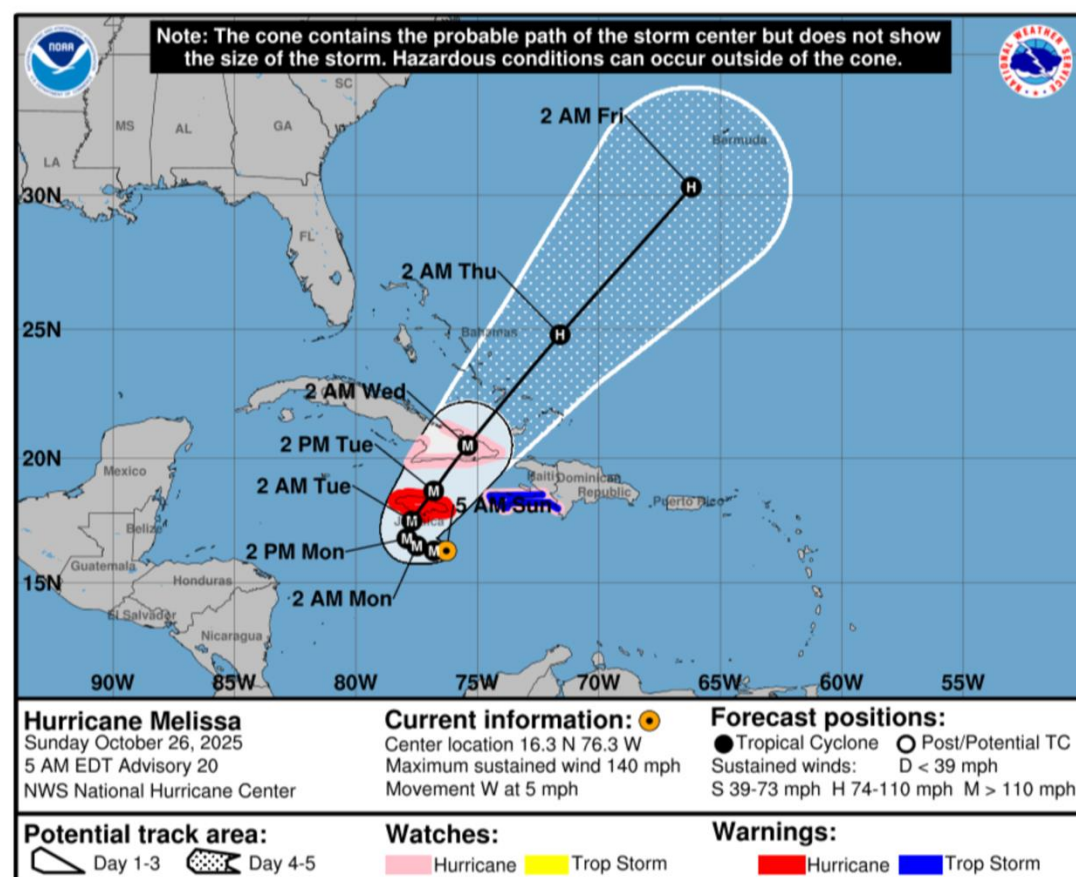 Note: The cone contains the probable path of the storm center but does not show
the size of the storm. Hazardous conditions can occur outside of the cone.
NOAA
NATIONAL WEATHER SERVICE
SC
MS
AL
GA
LA
FL
2 AM Fri
Bermuda
30N
2 AM Thu
25N
Bahamas
2 AM Wed
2 PM Tue
20N
Mexico
2 AM Tue
Haiti
Dominican
Republic
Puerto Rico
5 AM Sun
Jamaica
Belize
2 PM Mon
Guatemala
Honduras
15N
2 AM Mon
El Salvador
Nicaragua
H
H
M
M
M
M
M
M
90W 85W 80W 75W 70W 65W 60W 55W
Hurricane Melissa
Sunday October 26, 2025
5 AM EDT Advisory 20
NWS National Hurricane Center
Current information:
Center location 16.3 N 76.3 W
Maximum sustained wind 140 mph
Movement W at 5 mph
Forecast positions:
Tropical Cyclone Post/Potential TC
Sustained winds: D < 39 mph
S 39-73 mph H 74-110 mph M > 110 mph
Potential track area:
Day 1-3 Day 4-5
Watches:
Hurricane Trop Storm
Warnings:
Hurricane Trop Storm